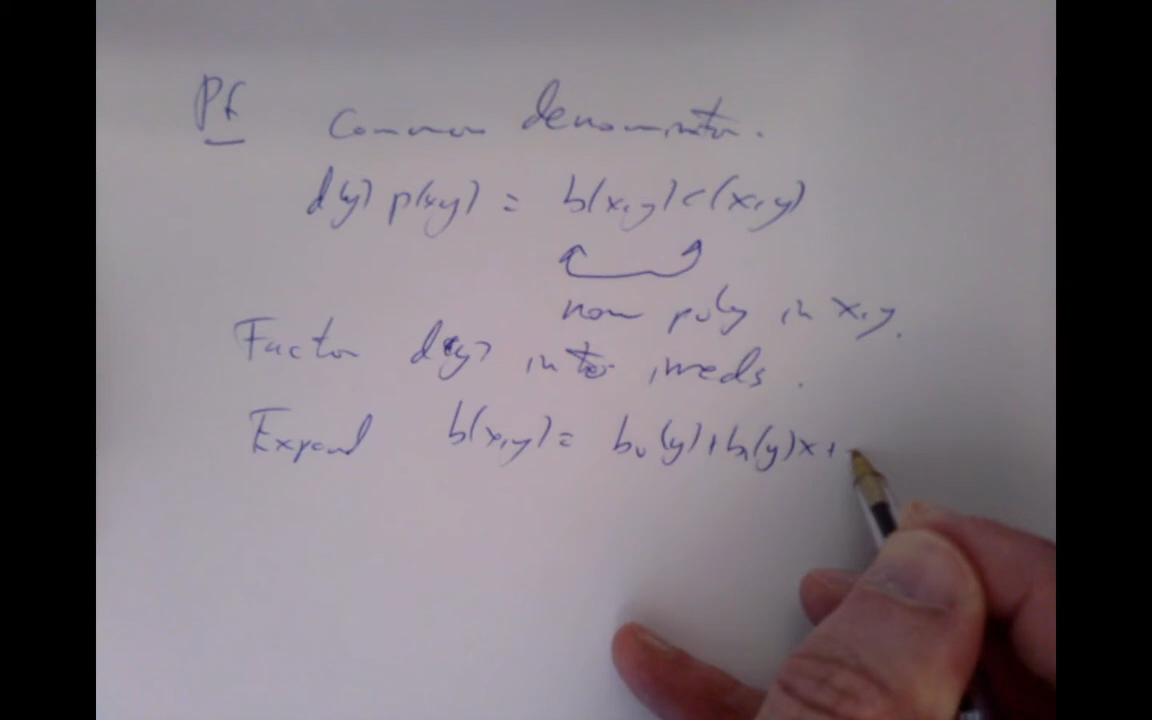 Pf Common denominator.
d(y) p(x,y) = b(x,y) c(x,y)
now poly in x,y.
Factor d(y) into irreds.
Expand b(x,y) = b₀(y) + b₁(y)x +